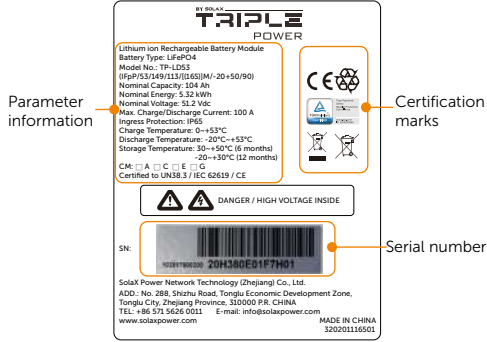 BY SOLAX
TRIPLE
POWER
Lithium ion Rechargeable Battery Module
Battery Type: LiFePO4
Model No.: TP-LD53
(IFpP/53/149/113/[(16S)]M/-20+50/90)
Nominal Capacity: 104 Ah
Nominal Energy: 5.32 kWh
Nominal Voltage: 51.2 Vdc
Max. Charge/Discharge Current: 100 A
Ingress Protection: IP65
Charge Temperature: 0~+53°C
Discharge Temperature: -20°C~+53°C
Storage Temperature: 30~+50°C (6 months)
-20~+30°C (12 months)
CM: □ A □ C □ E □ G
Certified to UN38.3 / IEC 62619 / CE
Parameter
information
Certification
marks
DANGER / HIGH VOLTAGE INSIDE
SN:
20H380E01F7H01
Serial number
SolaX Power Network Technology (Zhejiang) Co., Ltd.
ADD.: No. 288, Shizhu Road, Tonglu Economic Development Zone,
Tonglu City, Zhejiang Province, 310000 P.R. CHINA
TEL: +86 571 5626 0011 E-mail: info@solaxpower.com
www.solaxpower.com
MADE IN CHINA
320201116501